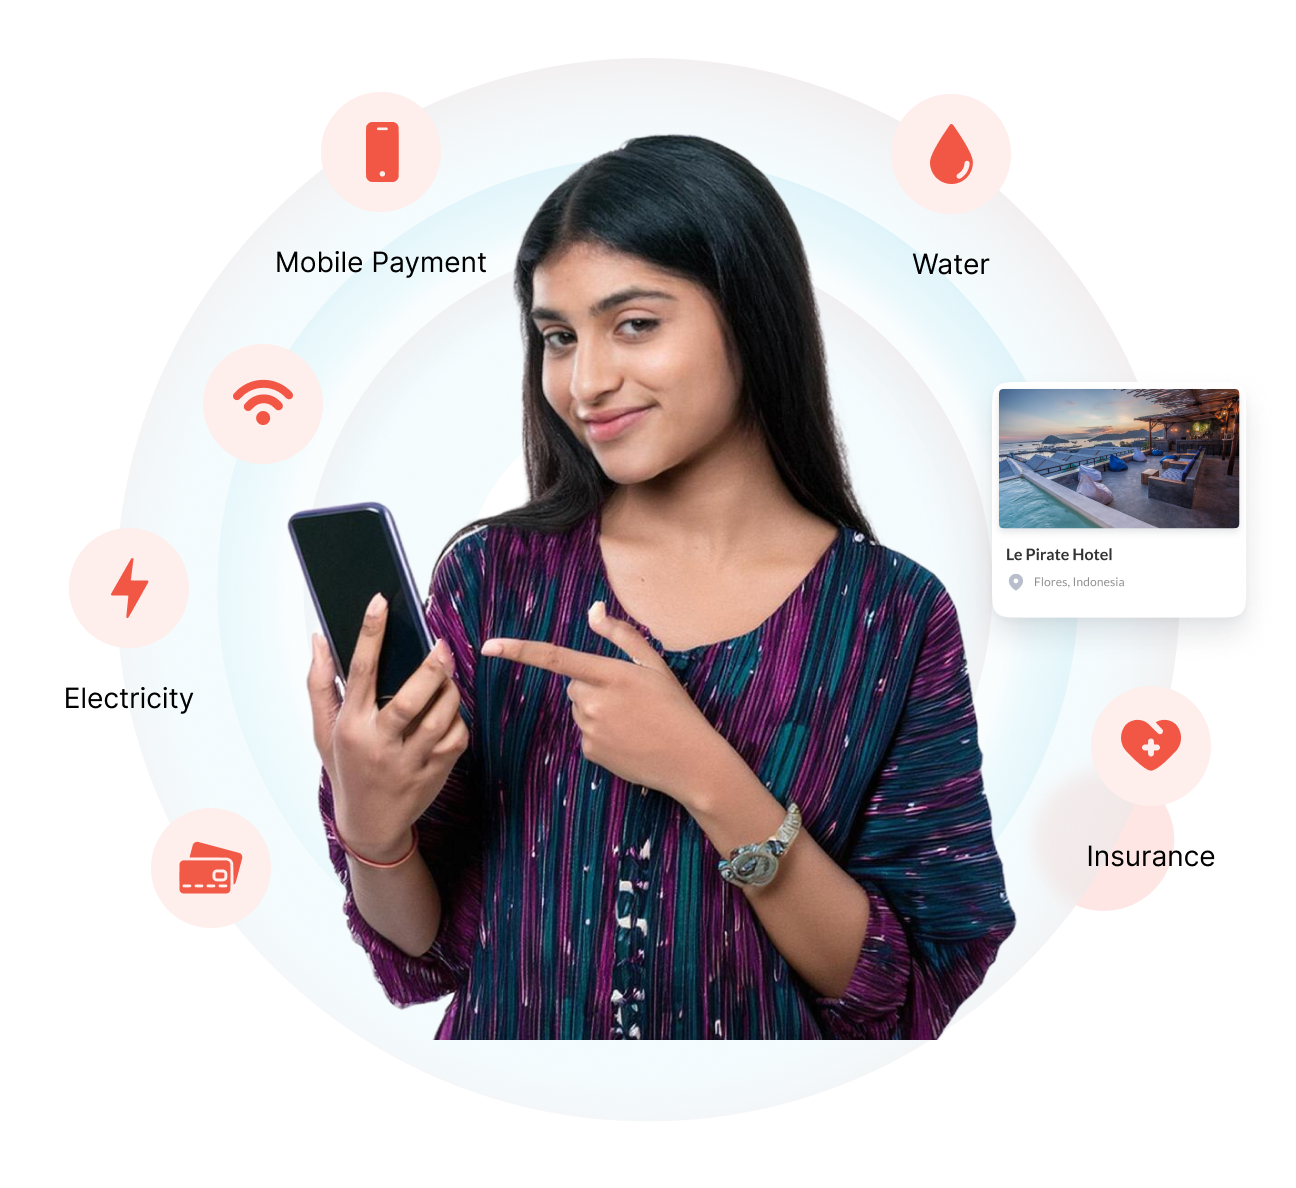 Mobile Payment
Water
Le Pirate Hotel
Flores, Indonesia
Electricity
Insurance